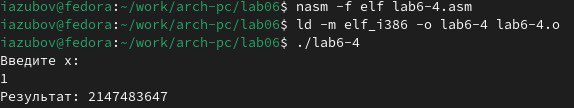 iazubov@fedora:~/work/arch-pc/lab06$ nasm -f elf lab6-4.asm
iazubov@fedora:~/work/arch-pc/lab06$ ld -m elf_i386 -o lab6-4 lab6-4.o
iazubov@fedora:~/work/arch-pc/lab06$ ./lab6-4
Введите x:
1
Результат: 2147483647